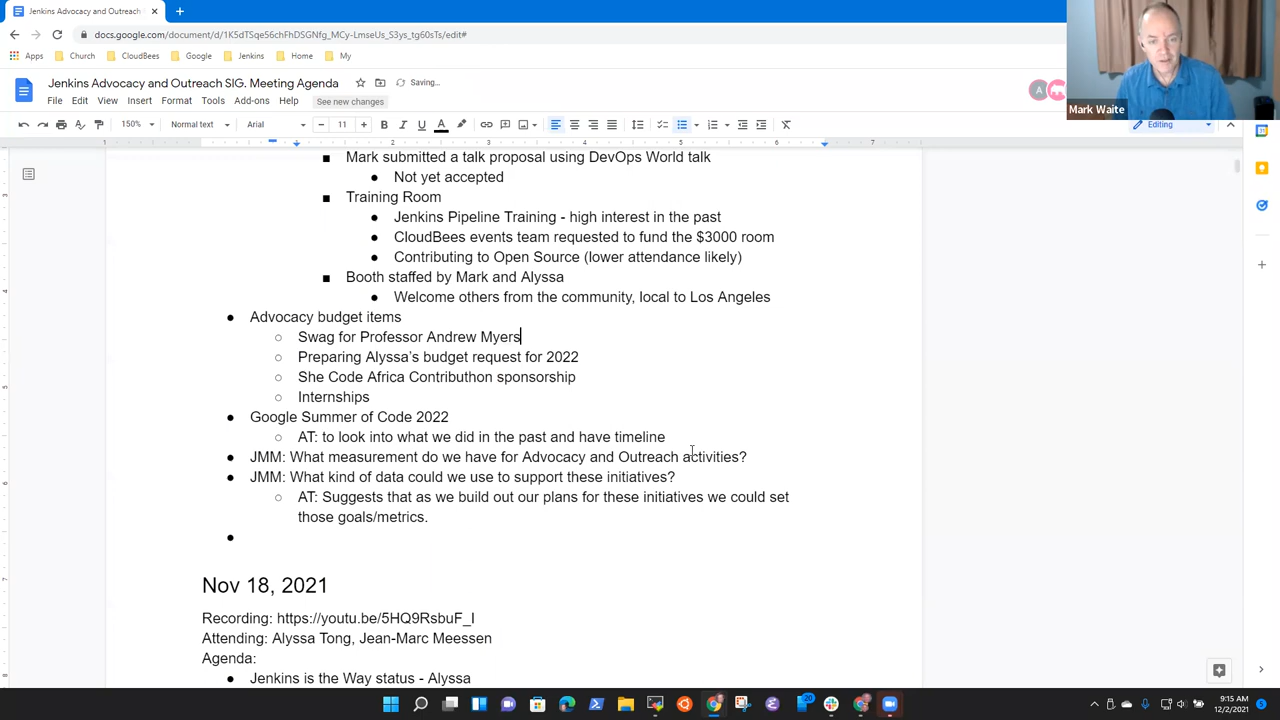 Jenkins Advocacy and Outreach
docs.google.com/document/d/1K5dTSqe56chFhDSGNfg_MCy-LmseUs_S3ys_tg60sTs/edit#
Apps Church CloudBees Google Jenkins Home My
Jenkins Advocacy and Outreach SIG. Meeting Agenda Saving...
File Edit View Insert Format Tools Add-ons Help See new changes
A
Mark Waite
150% Normal text Arial 11 B I U A Editing
1 1 2 3 4 5 6 7
■ Mark submitted a talk proposal using DevOps World talk
● Not yet accepted
■ Training Room
● Jenkins Pipeline Training - high interest in the past
● CloudBees events team requested to fund the $3000 room
● Contributing to Open Source (lower attendance likely)
■ Booth staffed by Mark and Alyssa
● Welcome others from the community, local to Los Angeles
● Advocacy budget items
○ Swag for Professor Andrew Myers
○ Preparing Alyssa's budget request for 2022
○ She Code Africa Contributhon sponsorship
○ Internships
● Google Summer of Code 2022
○ AT: to look into what we did in the past and have timeline
● JMM: What measurement do we have for Advocacy and Outreach activities?
● JMM: What kind of data could we use to support these initiatives?
○ AT: Suggests that as we build out our plans for these initiatives we could set
those goals/metrics.
●
Nov 18, 2021
Recording: https://youtu.be/5HQ9RsbuF_I
Attending: Alyssa Tong, Jean-Marc Meessen
Agenda:
● Jenkins is the Way status - Alyssa
20
9:15 AM
12/2/2021